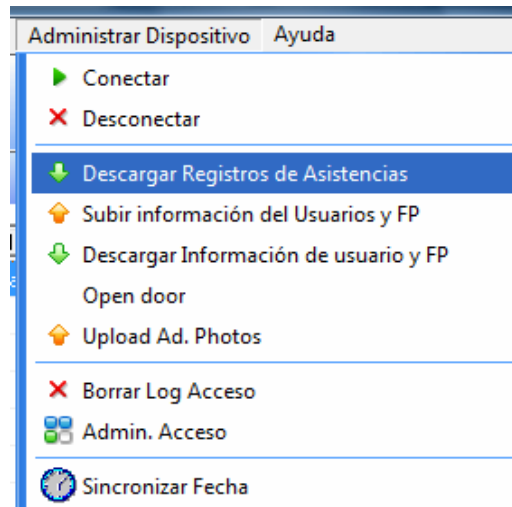 Administrar Dispositivo Ayuda
Conectar
Desconectar
Descargar Registros de Asistencias
Subir información del Usuarios y FP
Descargar Información de usuario y FP
Open door
Upload Ad. Photos
Borrar Log Acceso
Admin. Acceso
Sincronizar Fecha